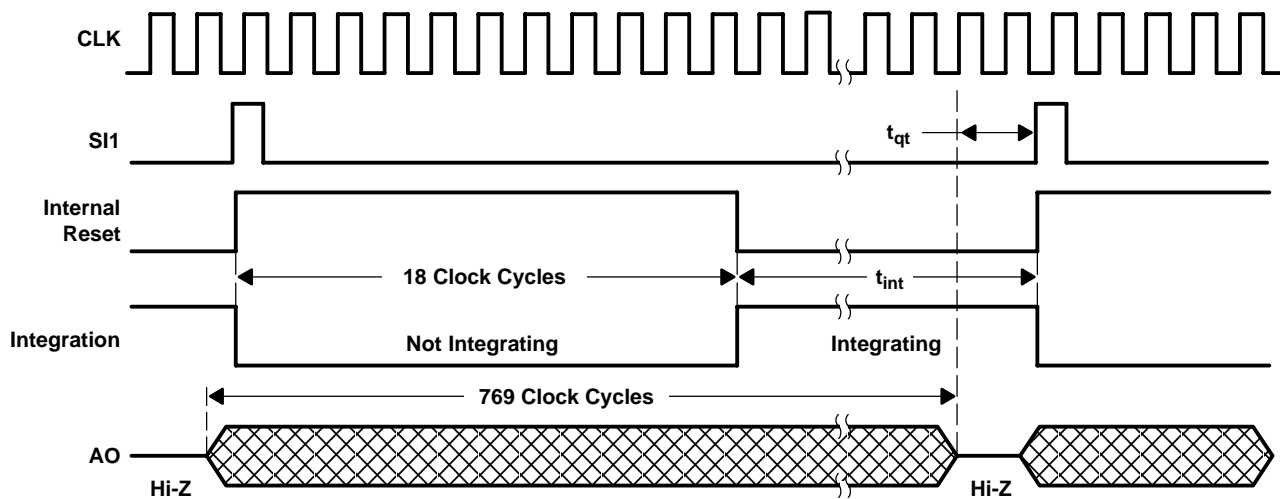 CLK
SI1
t_qt
Internal
Reset
18 Clock Cycles
t_int
Integration
Not Integrating
Integrating
769 Clock Cycles
AO
Hi-Z
Hi-Z